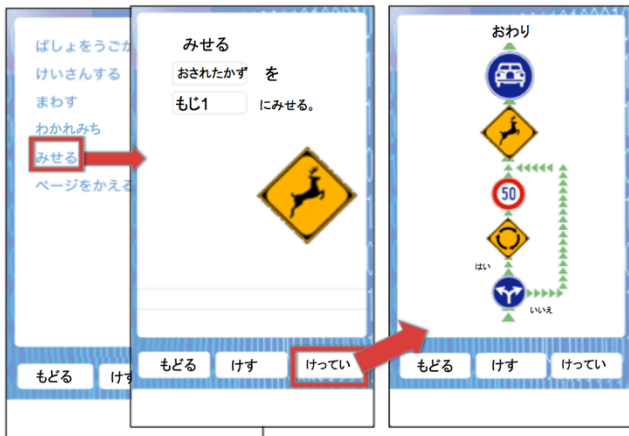 ばしょをうごか
けいさんする
まわす
わかれみち
みせる
ページをかえる
もどる
けす
みせる
おされたかず を
もじ1 にみせる。
もどる
けす
けってい
おわり
50
はい
いいえ
もどる
けす
けってい